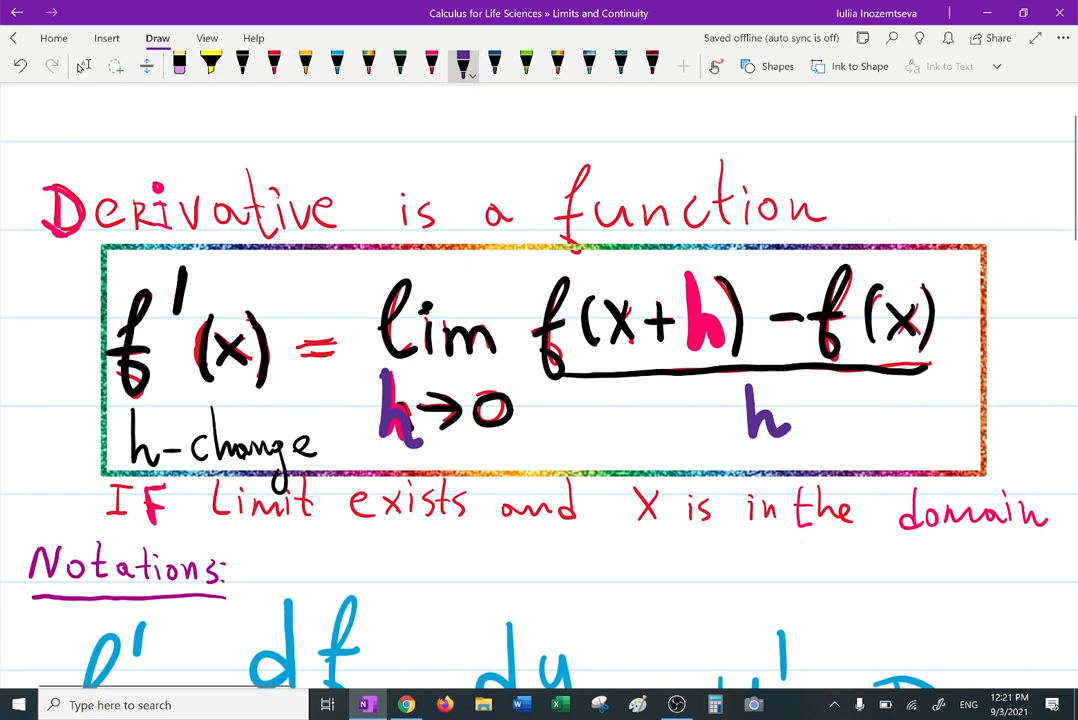 Calculus for Life Sciences » Limits and Continuity
Iuliia Inozemtseva
Home Insert Draw View Help
Saved offline (auto sync is off)
Share
Shapes
Ink to Shape
Ink to Text
Derivative is a function
f'(x) = lim f(x+h) - f(x)
h→0 h
h-change
IF Limit exists and X is in the domain
Notations:
f' df dy y'
Type here to search
ENG
12:21 PM
9/3/2021